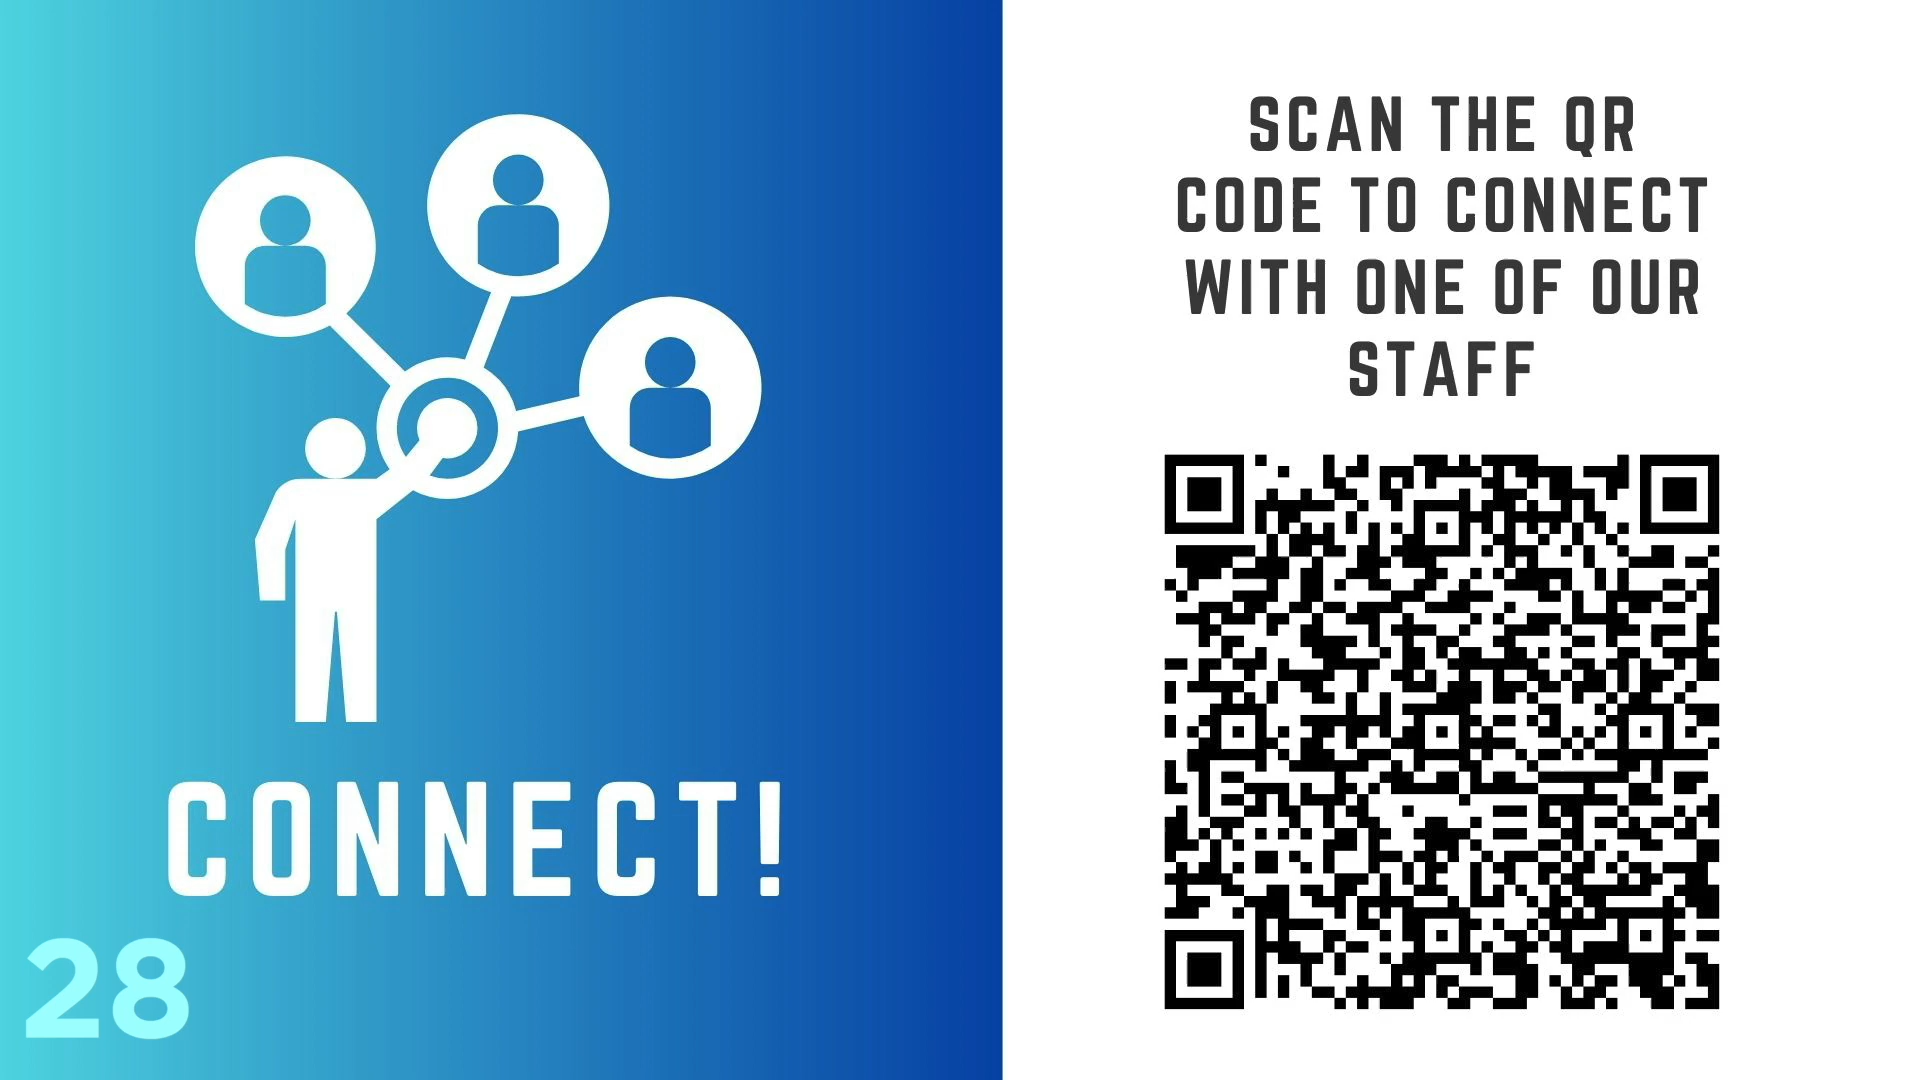 CONNECT!
28
SCAN THE QR
CODE TO CONNECT
WITH ONE OF OUR
STAFF